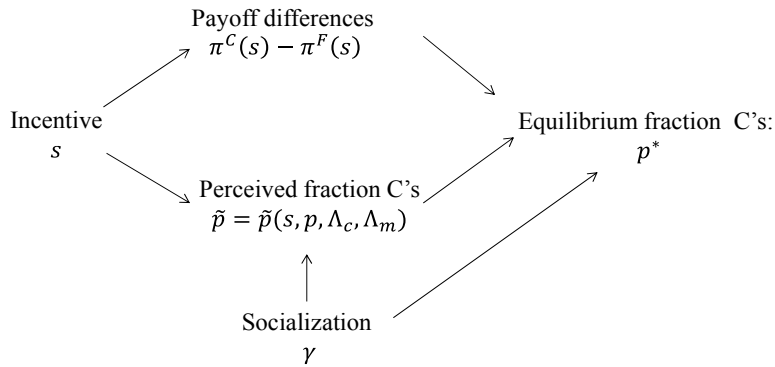 Payoff differences
π^C(s) − π^F(s)
Incentive
s
Equilibrium fraction C’s:
p*
Perceived fraction C’s
p̃ = p̃(s, p, Λ_c, Λ_m)
Socialization
γ